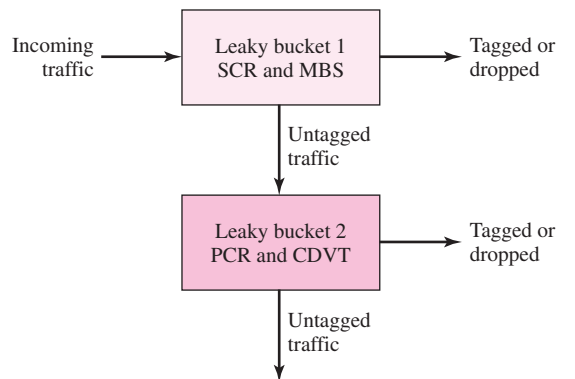 Incoming
traffic
Leaky bucket 1
SCR and MBS
Tagged or
dropped
Untagged
traffic
Leaky bucket 2
PCR and CDVT
Tagged or
dropped
Untagged
traffic